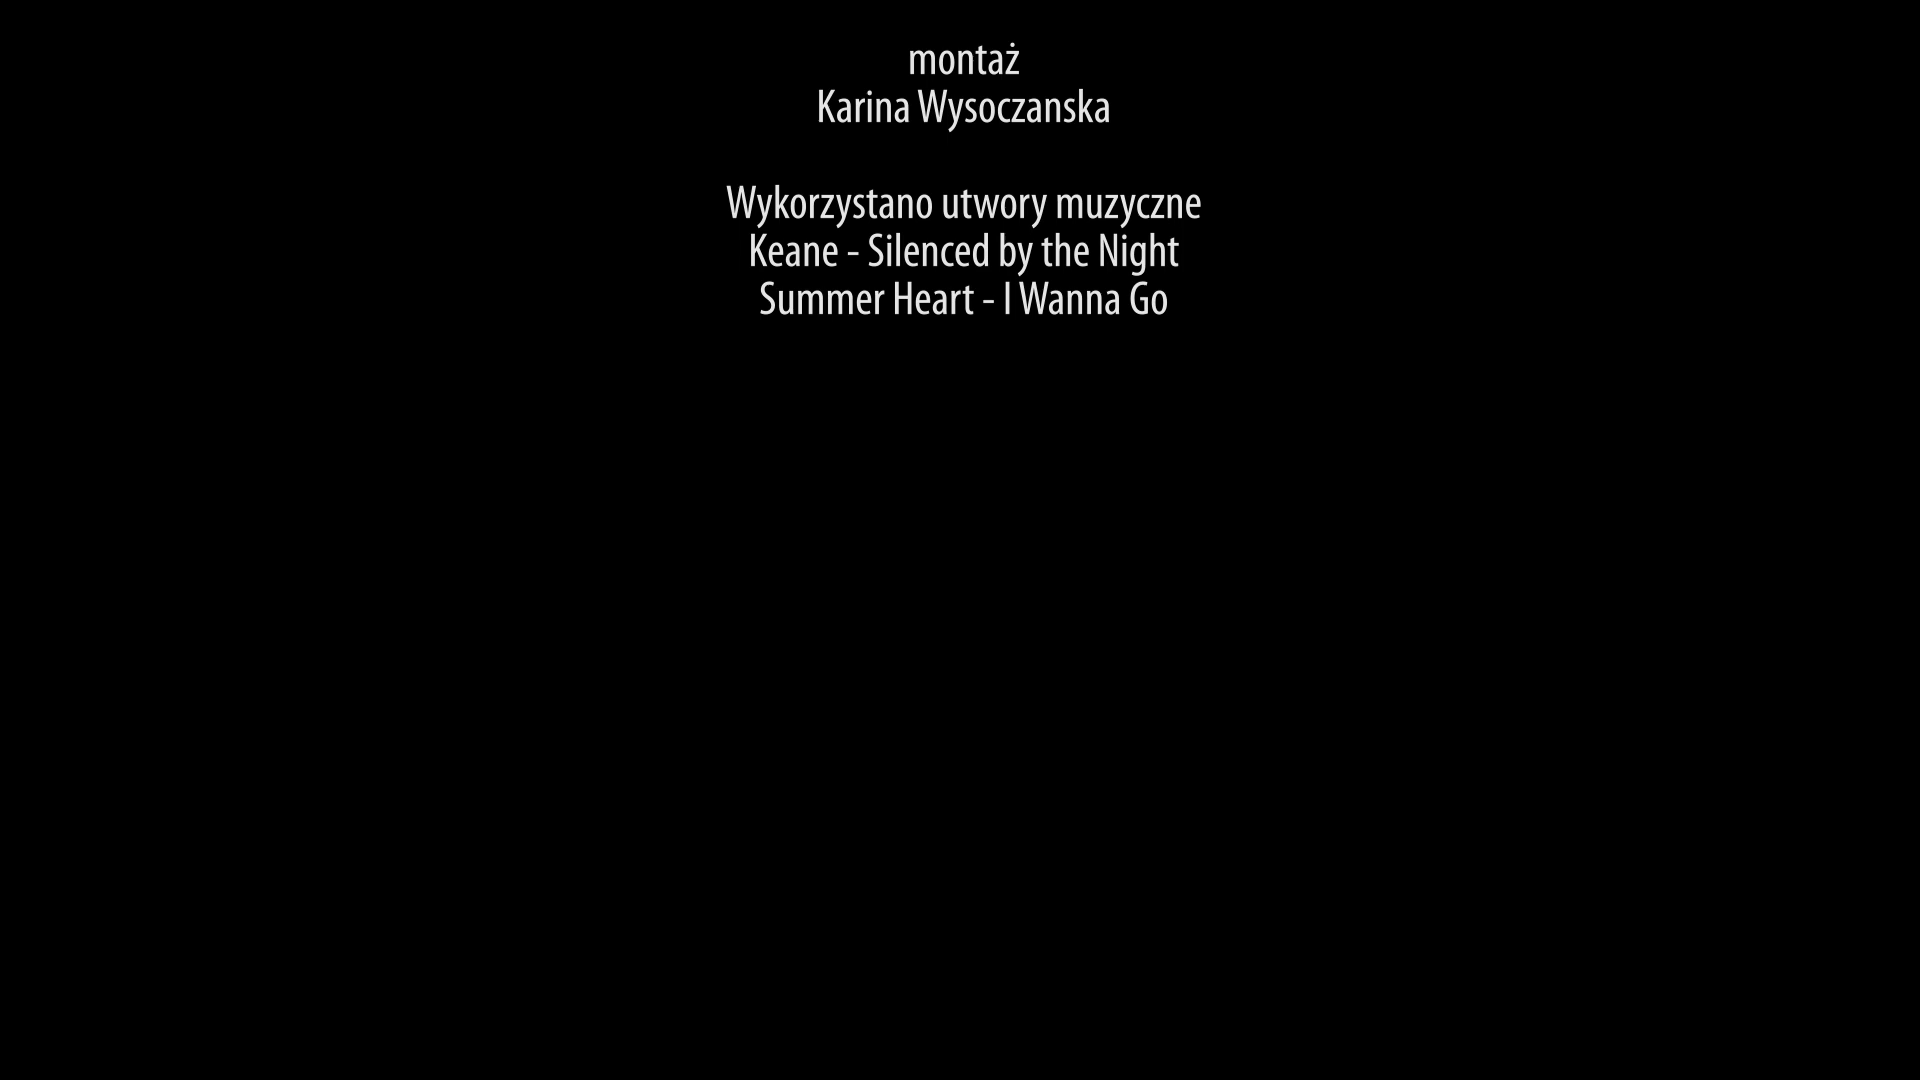 montaż
Karina Wysoczanska
Wykorzystano utwory muzyczne
Keane - Silenced by the Night
Summer Heart - I Wanna Go